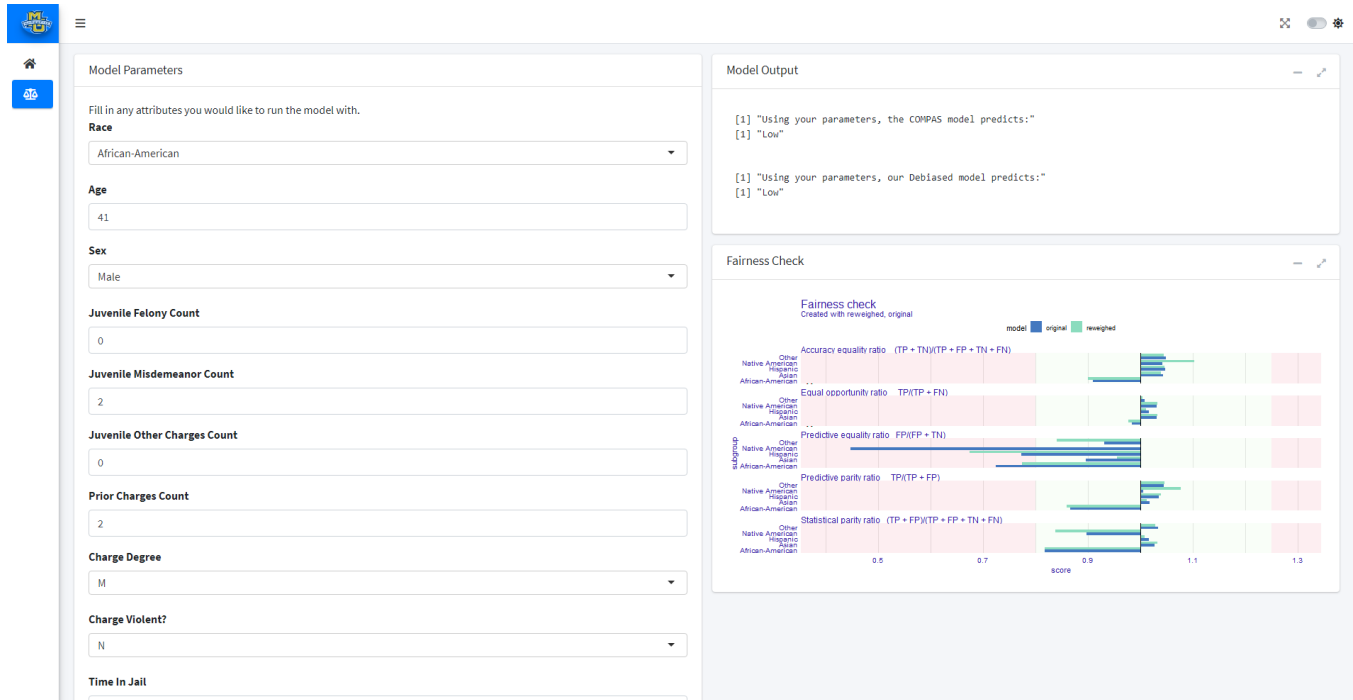 MU
Model Parameters
Fill in any attributes you would like to run the model with.
Race
African-American
Age
41
Sex
Male
Juvenile Felony Count
0
Juvenile Misdemeanor Count
2
Juvenile Other Charges Count
0
Prior Charges Count
2
Charge Degree
M
Charge Violent?
N
Time In Jail
Model Output
[1] "Using your parameters, the COMPAS model predicts:"
[1] "Low"
[1] "Using your parameters, our Debiased model predicts:"
[1] "Low"
Fairness Check
Fairness check
Created with reweighed, original
model original reweighed
Accuracy equality ratio (TP + TN)/(TP + FP + TN + FN)
Other
Native American
Hispanic
Asian
African-American
Equal opportunity ratio TP/(TP + FN)
Other
Native American
Hispanic
Asian
African-American
Predictive equality ratio FP/(FP + TN)
Other
Native American
Hispanic
Asian
African-American
Predictive parity ratio TP/(TP + FP)
Other
Native American
Hispanic
Asian
African-American
Statistical parity ratio (TP + FP)/(TP + FP + TN + FN)
Other
Native American
Hispanic
Asian
African-American
subgroup
0.5 0.7 0.9 1.1 1.3
score